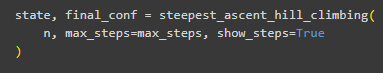 state, final_conf = steepest_ascent_hill_climbing(
    n, max_steps=max_steps, show_steps=True
)